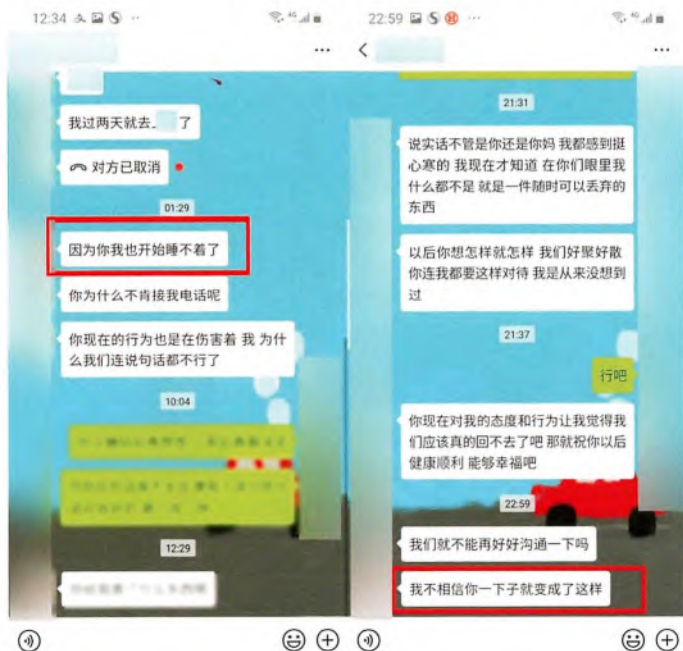 12:34
4G
我过两天就去
了
对方已取消
01:29
因为你我也开始睡不着了
你为什么不肯接我电话呢
你现在的行为也是在伤害着 我 为什
么我们连说句话都不行了
10:04
12:29
22:59
4G
21:31
说实话不管是你还是你妈 我都感到挺
心寒的 我现在才知道 在你们眼里我
什么都不是 就是一件随时可以丢弃的
东西
以后你想怎样就怎样 我们好聚好散
你连我都要这样对待 我是从来没想到
过
21:37
行吧
你现在对我的态度和行为让我觉得我
们应该真的回不去了吧 那就祝你以后
健康顺利 能够幸福吧
22:59
我们就不能再好好沟通一下吗
我不相信你一下子就变成了这样